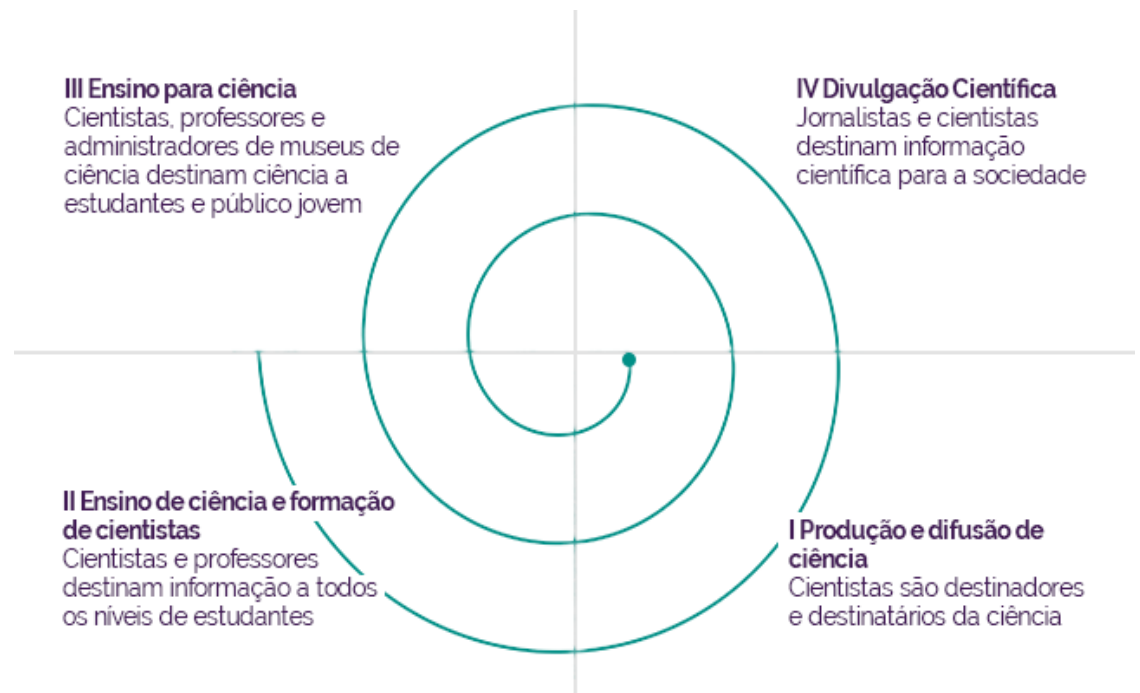 III Ensino para ciência
Cientistas, professores e
administradores de museus de
ciência destinam ciência a
estudantes e público jovem
IV Divulgação Científica
Jornalistas e cientistas
destinam informação
científica para a sociedade
II Ensino de ciência e formação
de cientistas
Cientistas e professores
destinam informação a todos
os níveis de estudantes
I Produção e difusão de
ciência
Cientistas são destinadores
e destinatários da ciência